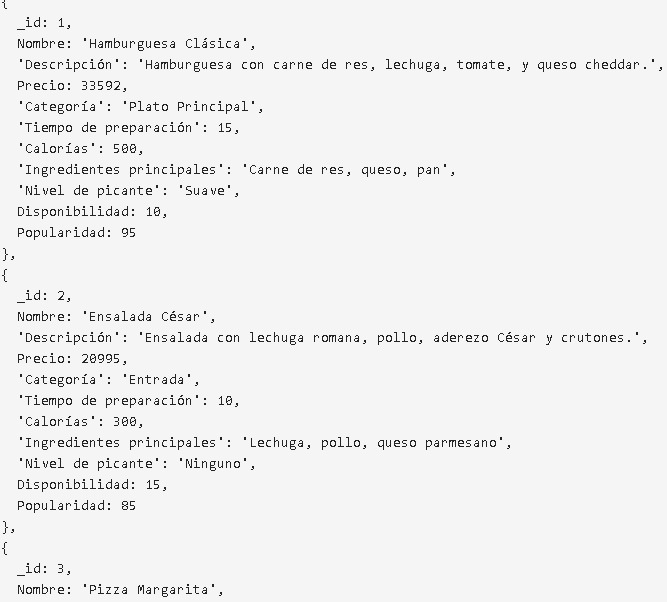 {
_id: 1,
Nombre: 'Hamburguesa Clásica',
'Descripción': 'Hamburguesa con carne de res, lechuga, tomate, y queso cheddar.',
Precio: 33592,
'Categoría': 'Plato Principal',
'Tiempo de preparación': 15,
'Calorías': 500,
'Ingredientes principales': 'Carne de res, queso, pan',
'Nivel de picante': 'Suave',
Disponibilidad: 10,
Popularidad: 95
},
{
_id: 2,
Nombre: 'Ensalada César',
'Descripción': 'Ensalada con lechuga romana, pollo, aderezo César y crutones.',
Precio: 20995,
'Categoría': 'Entrada',
'Tiempo de preparación': 10,
'Calorías': 300,
'Ingredientes principales': 'Lechuga, pollo, queso parmesano',
'Nivel de picante': 'Ninguno',
Disponibilidad: 15,
Popularidad: 85
},
{
_id: 3,
Nombre: 'Pizza Margarita',